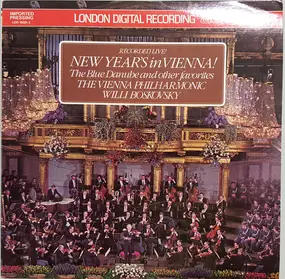 IMPORTED
PRESSING
LONDON DIGITAL RECORDING
RECORDED LIVE!
NEW YEAR'S in VIENNA!
The Blue Danube and other favorites
THE VIENNA PHILHARMONIC
WILLI BOSKOVSKY